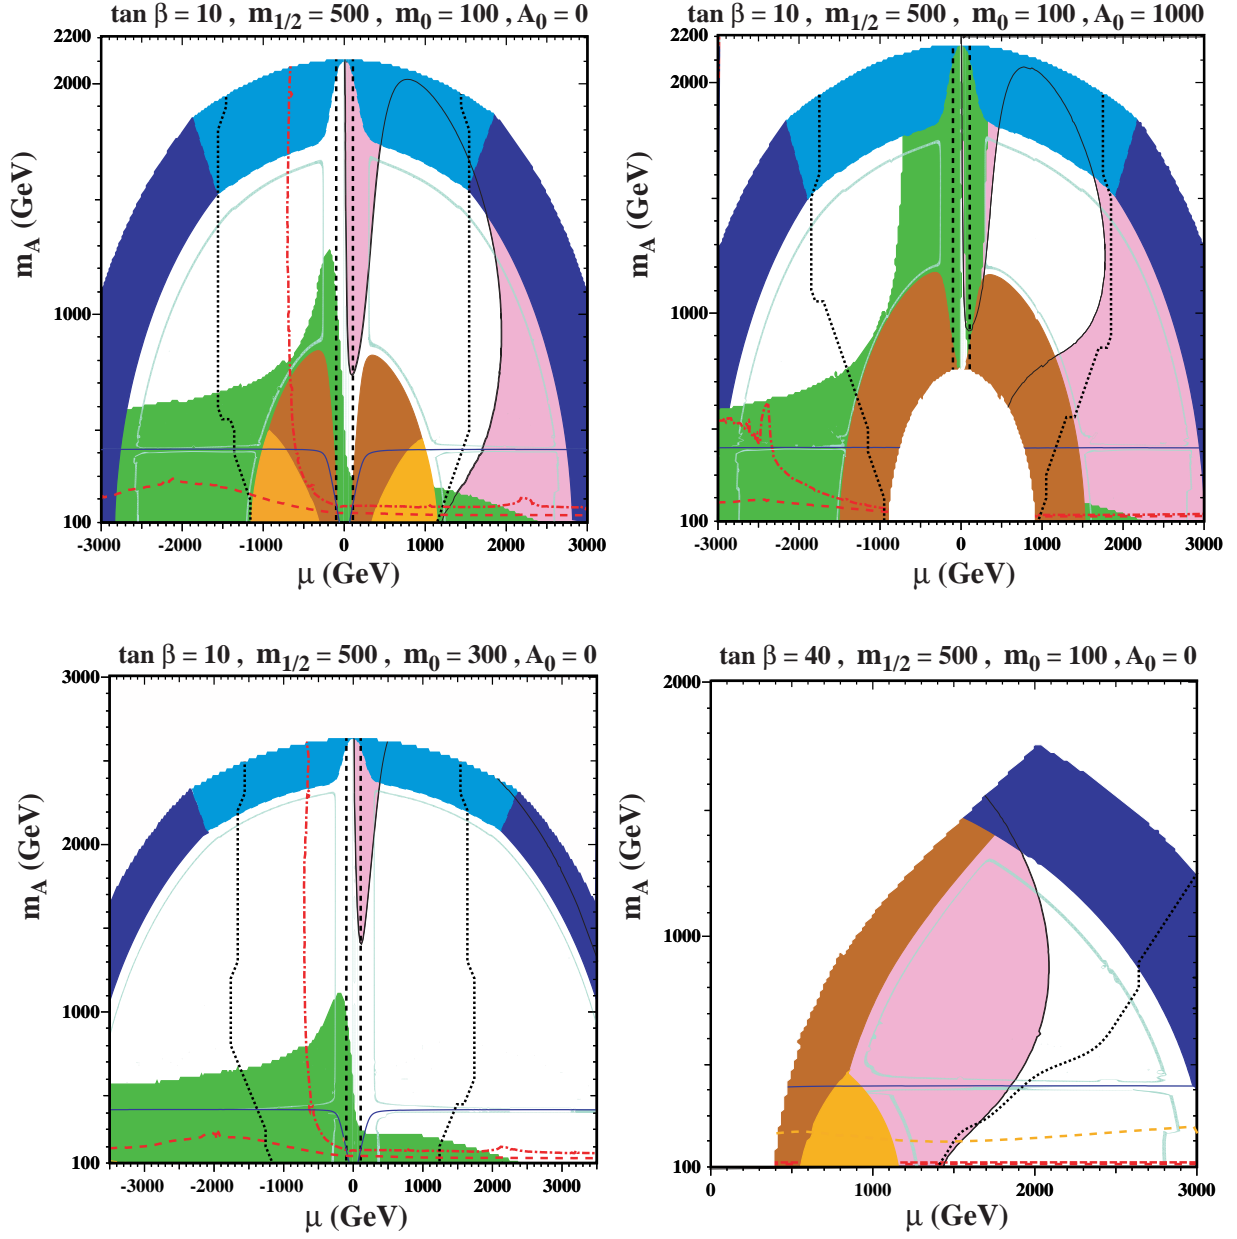 tan β = 10 , m1/2 = 500 , m0 = 100 , A0 = 0
2200
2000
1000
100
mA (GeV)
-3000 -2000 -1000 0 1000 2000 3000
μ (GeV)
tan β = 10 , m1/2 = 500 , m0 = 100 , A0 = 1000
2200
2000
1000
100
mA (GeV)
-3000 -2000 -1000 0 1000 2000 3000
μ (GeV)
tan β = 10 , m1/2 = 500 , m0 = 300 , A0 = 0
3000
2000
1000
100
mA (GeV)
-3000 -2000 -1000 0 1000 2000 3000
μ (GeV)
tan β = 40 , m1/2 = 500 , m0 = 100 , A0 = 0
2000
1000
100
mA (GeV)
0 1000 2000 3000
μ (GeV)